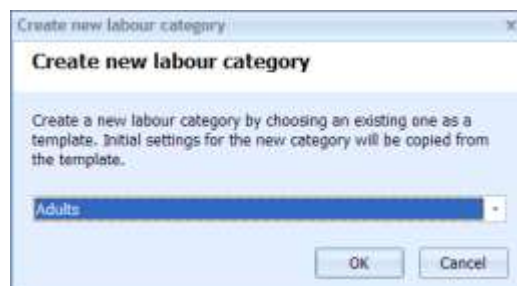 Create new labour category
Create new labour category
Create a new labour category by choosing an existing one as a
template. Initial settings for the new category will be copied from
the template.
Adults
OK Cancel